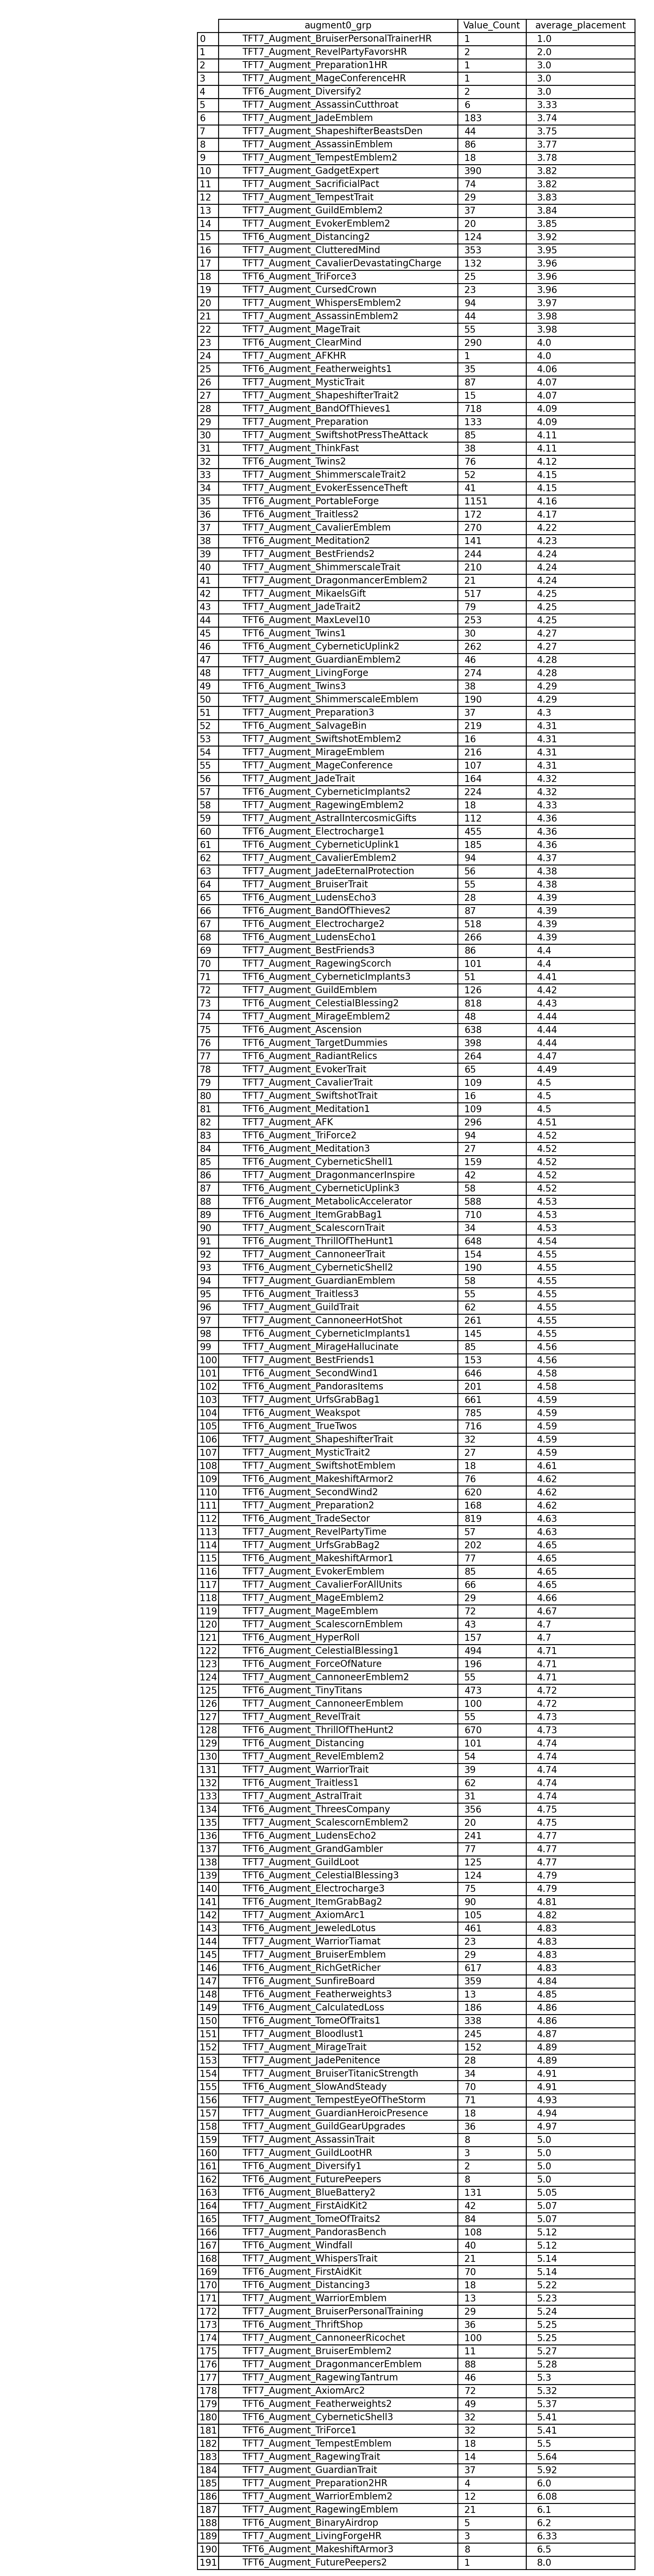 augment0_grp Value_Count average_placement
0 TFT7_Augment_BruiserPersonalTrainerHR 1 1.0
1 TFT7_Augment_RevelPartyFavorsHR 2 2.0
2 TFT7_Augment_Preparation1HR 1 3.0
3 TFT7_Augment_MageConferenceHR 1 3.0
4 TFT6_Augment_Diversify2 2 3.0
5 TFT7_Augment_AssassinCutthroat 6 3.33
6 TFT7_Augment_JadeEmblem 183 3.74
7 TFT7_Augment_ShapeshifterBeastsDen 44 3.75
8 TFT7_Augment_AssassinEmblem 86 3.77
9 TFT7_Augment_TempestEmblem2 18 3.78
10 TFT7_Augment_GadgetExpert 390 3.82
11 TFT7_Augment_SacrificialPact 74 3.82
12 TFT7_Augment_TempestTrait 29 3.83
13 TFT7_Augment_GuildEmblem2 37 3.84
14 TFT7_Augment_EvokerEmblem2 20 3.85
15 TFT6_Augment_Distancing2 124 3.92
16 TFT7_Augment_ClutteredMind 353 3.95
17 TFT7_Augment_CavalierDevastatingCharge 132 3.96
18 TFT6_Augment_TriForce3 25 3.96
19 TFT7_Augment_CursedCrown 23 3.96
20 TFT7_Augment_WhispersEmblem2 94 3.97
21 TFT7_Augment_AssassinEmblem2 44 3.98
22 TFT7_Augment_MageTrait 55 3.98
23 TFT6_Augment_ClearMind 290 4.0
24 TFT7_Augment_AFKHR 1 4.0
25 TFT6_Augment_Featherweights1 35 4.06
26 TFT7_Augment_MysticTrait 87 4.07
27 TFT7_Augment_ShapeshifterTrait2 15 4.07
28 TFT7_Augment_BandOfThieves1 718 4.09
29 TFT7_Augment_Preparation 133 4.09
30 TFT7_Augment_SwiftshotPressTheAttack 85 4.11
31 TFT7_Augment_ThinkFast 38 4.11
32 TFT6_Augment_Twins2 76 4.12
33 TFT7_Augment_ShimmerscaleTrait2 52 4.15
34 TFT7_Augment_EvokerEssenceTheft 41 4.15
35 TFT6_Augment_PortableForge 1151 4.16
36 TFT6_Augment_Traitless2 172 4.17
37 TFT7_Augment_CavalierEmblem 270 4.22
38 TFT6_Augment_Meditation2 141 4.23
39 TFT7_Augment_BestFriends2 244 4.24
40 TFT7_Augment_ShimmerscaleTrait 210 4.24
41 TFT7_Augment_DragonmancerEmblem2 21 4.24
42 TFT7_Augment_MikaelsGift 517 4.25
43 TFT7_Augment_JadeTrait2 79 4.25
44 TFT6_Augment_MaxLevel10 253 4.25
45 TFT6_Augment_Twins1 30 4.27
46 TFT6_Augment_CyberneticUplink2 262 4.27
47 TFT7_Augment_GuardianEmblem2 46 4.28
48 TFT7_Augment_LivingForge 274 4.28
49 TFT6_Augment_Twins3 38 4.29
50 TFT7_Augment_ShimmerscaleEmblem 190 4.29
51 TFT7_Augment_Preparation3 37 4.3
52 TFT6_Augment_SalvageBin 219 4.31
53 TFT7_Augment_SwiftshotEmblem2 16 4.31
54 TFT7_Augment_MirageEmblem 216 4.31
55 TFT7_Augment_MageConference 107 4.31
56 TFT7_Augment_JadeTrait 164 4.32
57 TFT6_Augment_CyberneticImplants2 224 4.32
58 TFT7_Augment_RagewingEmblem2 18 4.33
59 TFT7_Augment_AstralIntercosmicGifts 112 4.36
60 TFT6_Augment_Electrocharge1 455 4.36
61 TFT6_Augment_CyberneticUplink1 185 4.36
62 TFT7_Augment_CavalierEmblem2 94 4.37
63 TFT7_Augment_JadeEternalProtection 56 4.38
64 TFT7_Augment_BruiserTrait 55 4.38
65 TFT6_Augment_LudensEcho3 28 4.39
66 TFT6_Augment_BandOfThieves2 87 4.39
67 TFT6_Augment_Electrocharge2 518 4.39
68 TFT6_Augment_LudensEcho1 266 4.39
69 TFT7_Augment_BestFriends3 86 4.4
70 TFT7_Augment_RagewingScorch 101 4.4
71 TFT6_Augment_CyberneticImplants3 51 4.41
72 TFT7_Augment_GuildEmblem 126 4.42
73 TFT6_Augment_CelestialBlessing2 818 4.43
74 TFT7_Augment_MirageEmblem2 48 4.44
75 TFT6_Augment_Ascension 638 4.44
76 TFT6_Augment_TargetDummies 398 4.44
77 TFT6_Augment_RadiantRelics 264 4.47
78 TFT7_Augment_EvokerTrait 65 4.49
79 TFT7_Augment_CavalierTrait 109 4.5
80 TFT7_Augment_SwiftshotTrait 16 4.5
81 TFT6_Augment_Meditation1 109 4.5
82 TFT7_Augment_AFK 296 4.51
83 TFT6_Augment_TriForce2 94 4.52
84 TFT6_Augment_Meditation3 27 4.52
85 TFT6_Augment_CyberneticShell1 159 4.52
86 TFT7_Augment_DragonmancerInspire 42 4.52
87 TFT6_Augment_CyberneticUplink3 58 4.52
88 TFT6_Augment_MetabolicAccelerator 588 4.53
89 TFT6_Augment_ItemGrabBag1 710 4.53
90 TFT7_Augment_ScalescornTrait 34 4.53
91 TFT6_Augment_ThrillOfTheHunt1 648 4.54
92 TFT7_Augment_CannoneerTrait 154 4.55
93 TFT6_Augment_CyberneticShell2 190 4.55
94 TFT7_Augment_GuardianEmblem 58 4.55
95 TFT6_Augment_Traitless3 55 4.55
96 TFT7_Augment_GuildTrait 62 4.55
97 TFT7_Augment_CannoneerHotShot 261 4.55
98 TFT6_Augment_CyberneticImplants1 145 4.55
99 TFT7_Augment_MirageHallucinate 85 4.56
100 TFT7_Augment_BestFriends1 153 4.56
101 TFT6_Augment_SecondWind1 646 4.58
102 TFT6_Augment_PandorasItems 201 4.58
103 TFT7_Augment_UrfsGrabBag1 661 4.59
104 TFT6_Augment_Weakspot 785 4.59
105 TFT6_Augment_TrueTwos 716 4.59
106 TFT7_Augment_ShapeshifterTrait 32 4.59
107 TFT7_Augment_MysticTrait2 27 4.59
108 TFT7_Augment_SwiftshotEmblem 18 4.61
109 TFT6_Augment_MakeshiftArmor2 76 4.62
110 TFT6_Augment_SecondWind2 620 4.62
111 TFT7_Augment_Preparation2 168 4.62
112 TFT6_Augment_TradeSector 819 4.63
113 TFT7_Augment_RevelPartyTime 57 4.63
114 TFT7_Augment_UrfsGrabBag2 202 4.65
115 TFT6_Augment_MakeshiftArmor1 77 4.65
116 TFT7_Augment_EvokerEmblem 85 4.65
117 TFT7_Augment_CavalierForAllUnits 66 4.65
118 TFT7_Augment_MageEmblem2 29 4.66
119 TFT7_Augment_MageEmblem 72 4.67
120 TFT7_Augment_ScalescornEmblem 43 4.7
121 TFT6_Augment_HyperRoll 157 4.7
122 TFT6_Augment_CelestialBlessing1 494 4.71
123 TFT6_Augment_ForceOfNature 196 4.71
124 TFT7_Augment_CannoneerEmblem2 55 4.71
125 TFT6_Augment_TinyTitans 473 4.72
126 TFT7_Augment_CannoneerEmblem 100 4.72
127 TFT7_Augment_RevelTrait 55 4.73
128 TFT6_Augment_ThrillOfTheHunt2 670 4.73
129 TFT6_Augment_Distancing 101 4.74
130 TFT7_Augment_RevelEmblem2 54 4.74
131 TFT7_Augment_WarriorTrait 39 4.74
132 TFT6_Augment_Traitless1 62 4.74
133 TFT7_Augment_AstralTrait 31 4.74
134 TFT6_Augment_ThreesCompany 356 4.75
135 TFT7_Augment_ScalescornEmblem2 20 4.75
136 TFT6_Augment_LudensEcho2 241 4.77
137 TFT6_Augment_GrandGambler 77 4.77
138 TFT7_Augment_GuildLoot 125 4.77
139 TFT6_Augment_CelestialBlessing3 124 4.79
140 TFT6_Augment_Electrocharge3 75 4.79
141 TFT6_Augment_ItemGrabBag2 90 4.81
142 TFT7_Augment_AxiomArc1 105 4.82
143 TFT6_Augment_JeweledLotus 461 4.83
144 TFT7_Augment_WarriorTiamat 23 4.83
145 TFT7_Augment_BruiserEmblem 29 4.83
146 TFT6_Augment_RichGetRicher 617 4.83
147 TFT6_Augment_SunfireBoard 359 4.84
148 TFT6_Augment_Featherweights3 13 4.85
149 TFT6_Augment_CalculatedLoss 186 4.86
150 TFT6_Augment_TomeOfTraits1 338 4.86
151 TFT7_Augment_Bloodlust1 245 4.87
152 TFT7_Augment_MirageTrait 152 4.89
153 TFT7_Augment_JadePenitence 28 4.89
154 TFT7_Augment_BruiserTitanicStrength 34 4.91
155 TFT6_Augment_SlowAndSteady 70 4.91
156 TFT7_Augment_TempestEyeOfTheStorm 71 4.93
157 TFT7_Augment_GuardianHeroicPresence 18 4.94
158 TFT7_Augment_GuildGearUpgrades 36 4.97
159 TFT7_Augment_AssassinTrait 8 5.0
160 TFT7_Augment_GuildLootHR 3 5.0
161 TFT6_Augment_Diversify1 2 5.0
162 TFT6_Augment_FuturePeepers 8 5.0
163 TFT6_Augment_BlueBattery2 131 5.05
164 TFT7_Augment_FirstAidKit2 42 5.07
165 TFT7_Augment_TomeOfTraits2 84 5.07
166 TFT7_Augment_PandorasBench 108 5.12
167 TFT6_Augment_Windfall 40 5.12
168 TFT7_Augment_WhispersTrait 21 5.14
169 TFT6_Augment_FirstAidKit 70 5.14
170 TFT6_Augment_Distancing3 18 5.22
171 TFT7_Augment_WarriorEmblem 13 5.23
172 TFT7_Augment_BruiserPersonalTraining 29 5.24
173 TFT6_Augment_ThriftShop 36 5.25
174 TFT7_Augment_CannoneerRicochet 100 5.25
175 TFT7_Augment_BruiserEmblem2 11 5.27
176 TFT7_Augment_DragonmancerEmblem 88 5.28
177 TFT7_Augment_RagewingTantrum 46 5.3
178 TFT7_Augment_AxiomArc2 72 5.32
179 TFT6_Augment_Featherweights2 49 5.37
180 TFT6_Augment_CyberneticShell3 32 5.41
181 TFT6_Augment_TriForce1 32 5.41
182 TFT7_Augment_TempestEmblem 18 5.5
183 TFT7_Augment_RagewingTrait 14 5.64
184 TFT7_Augment_GuardianTrait 37 5.92
185 TFT7_Augment_Preparation2HR 4 6.0
186 TFT7_Augment_WarriorEmblem2 12 6.08
187 TFT7_Augment_RagewingEmblem 21 6.1
188 TFT6_Augment_BinaryAirdrop 5 6.2
189 TFT7_Augment_LivingForgeHR 3 6.33
190 TFT6_Augment_MakeshiftArmor3 8 6.5
191 TFT6_Augment_FuturePeepers2 1 8.0